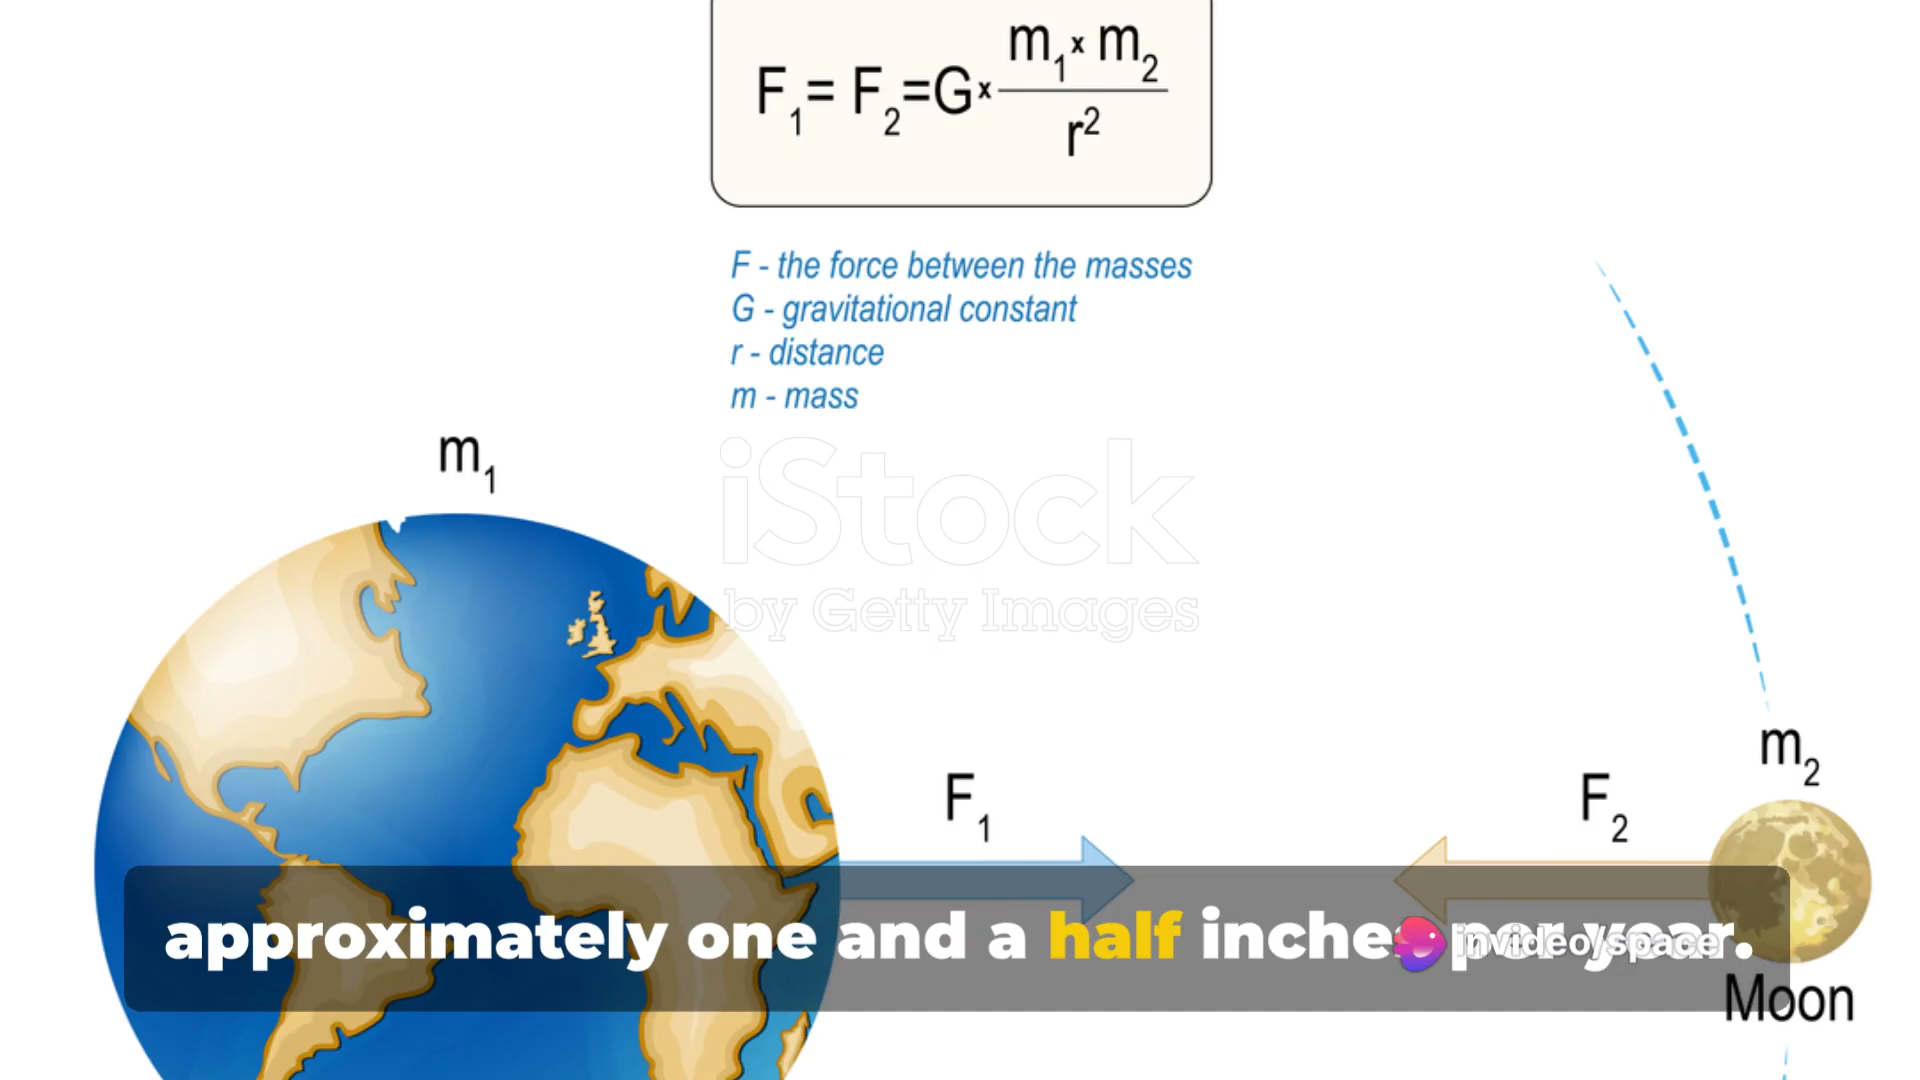 F₁= F₂=G× m₁× m₂ / r²
F - the force between the masses
G - gravitational constant
r - distance
m - mass
m₁
iStock
by Getty Images
m₂
F₁
F₂
approximately one and a half inches per year.
invideo/space
Moon